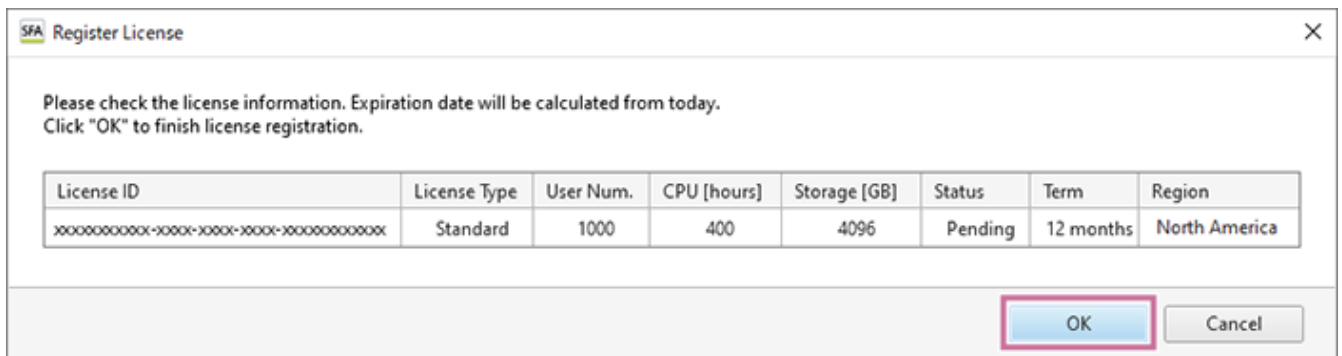 SFA Register License
Please check the license information. Expiration date will be calculated from today.
Click "OK" to finish license registration.
License ID License Type User Num. CPU [hours] Storage [GB] Status Term Region
xxxxxxxxxxx-xxxx-xxxx-xxxx-xxxxxxxxxxxx Standard 1000 400 4096 Pending 12 months North America
OK Cancel